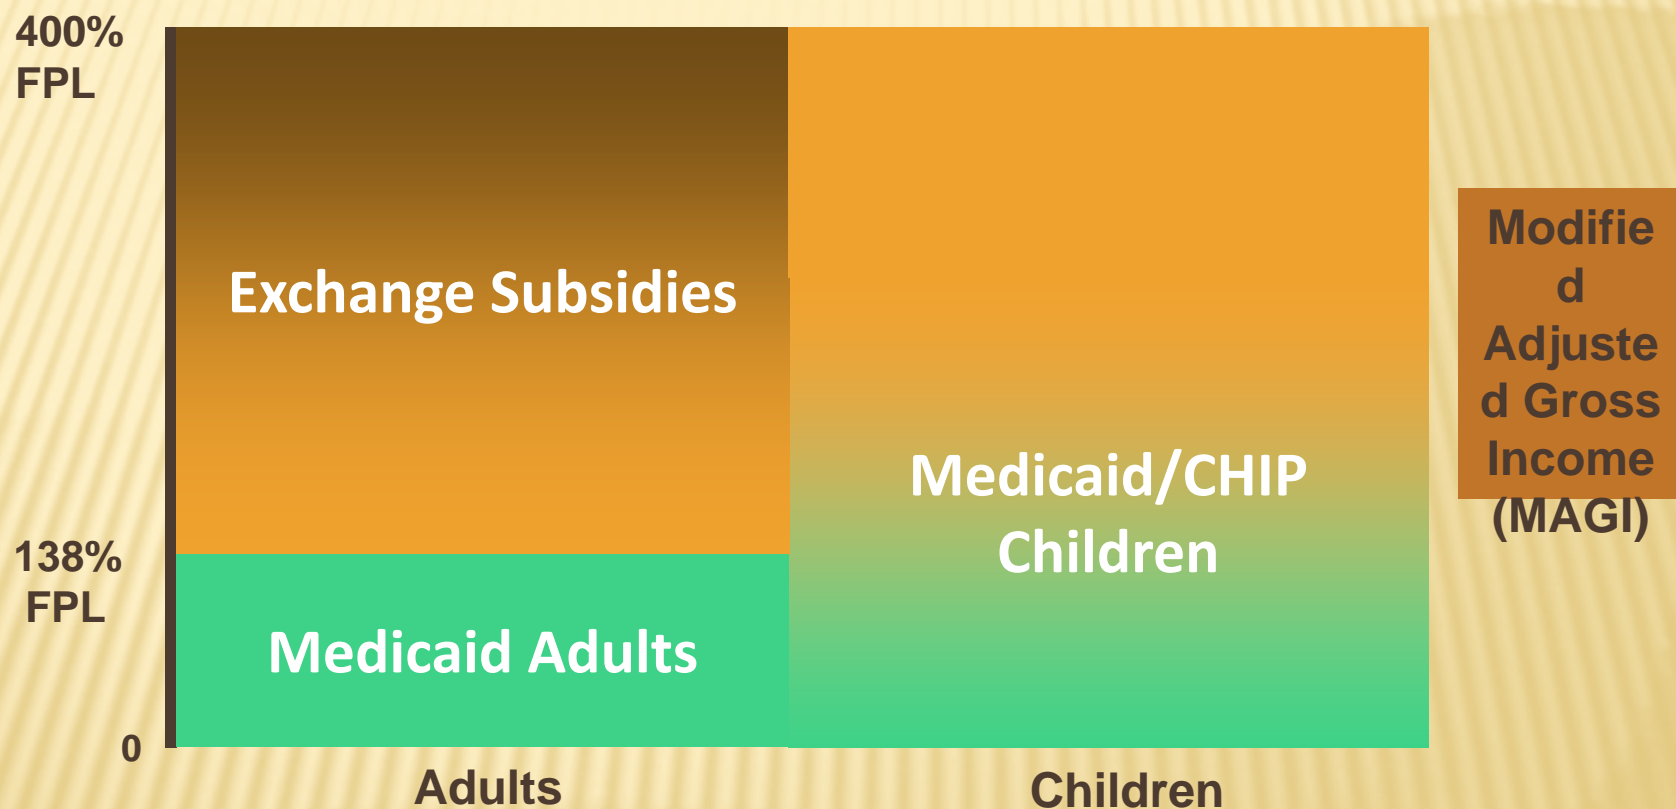 400%
FPL
Exchange Subsidies
Modifie
d
Adjuste
d Gross
Income
(MAGI)
Medicaid/CHIP
Children
138%
FPL
Medicaid Adults
0
Adults
Children